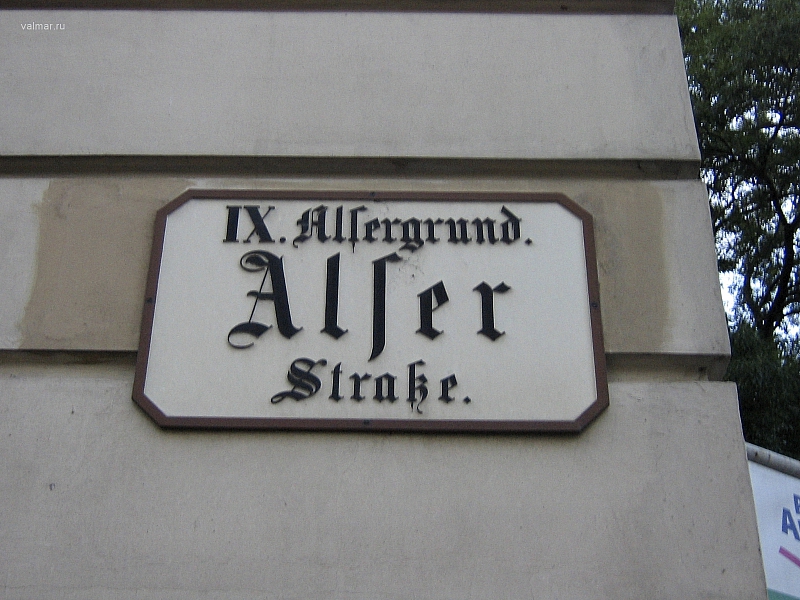 valmar.ru
IX. Alſergrund.
Alſer
Straße.